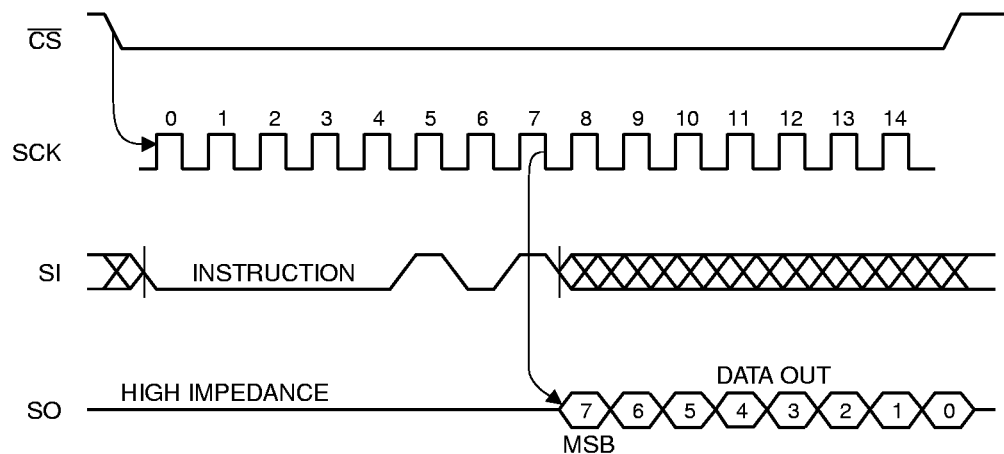 C̅S̅
0 1 2 3 4 5 6 7 8 9 10 11 12 13 14
SCK
SI INSTRUCTION
DATA OUT
HIGH IMPEDANCE
SO 7 6 5 4 3 2 1 0
MSB